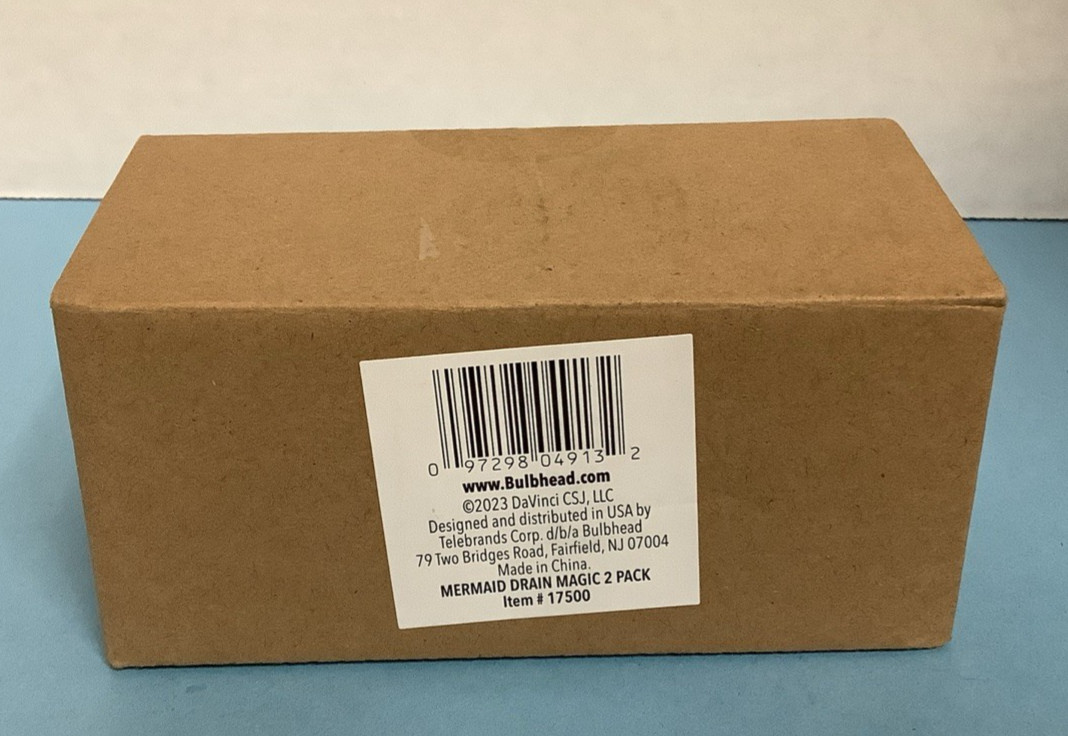 0 97298 04913 2
www.Bulbhead.com
©2023 DaVinci CSJ, LLC
Designed and distributed in USA by
Telebrands Corp. d/b/a Bulbhead
79 Two Bridges Road, Fairfield, NJ 07004
Made in China.
MERMAID DRAIN MAGIC 2 PACK
Item # 17500